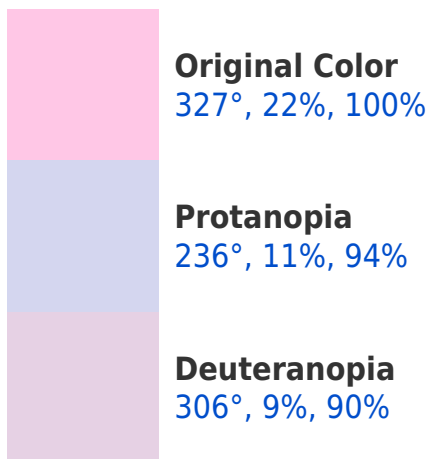 Original Color
327°, 22%, 100%
Protanopia
236°, 11%, 94%
Deuteranopia
306°, 9%, 90%